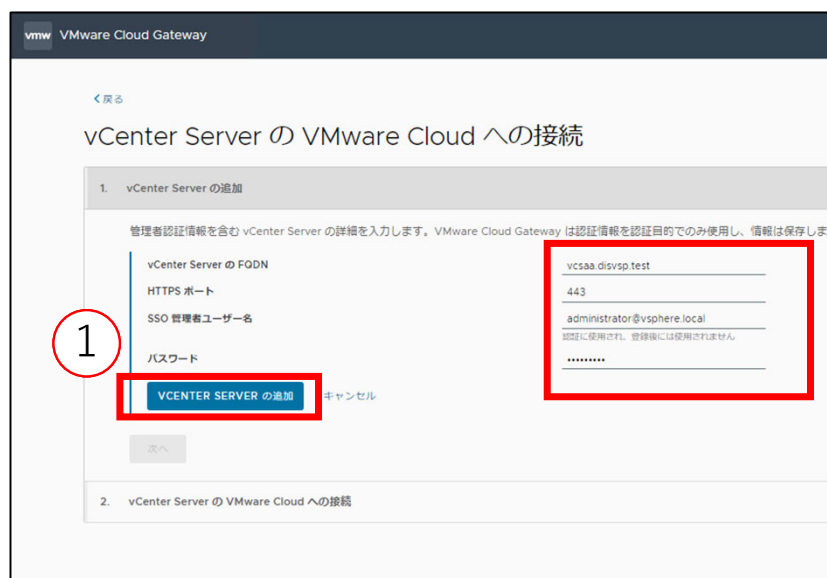 vmw VMware Cloud Gateway
戻る
vCenter Server の VMware Cloud への接続
1. vCenter Server の追加
管理者認証情報を含む vCenter Server の詳細を入力します。VMware Cloud Gateway は認証情報を認証目的でのみ使用し、情報は保存しま
vCenter Server の FQDN vcsaa.disvsp.test
HTTPS ポート 443
SSO 管理者ユーザー名 administrator@vsphere.local
認証に使用され、登録後には使用されません
パスワード •••••••••
1
VCENTER SERVER の追加 キャンセル
次へ
2. vCenter Server の VMware Cloud への接続